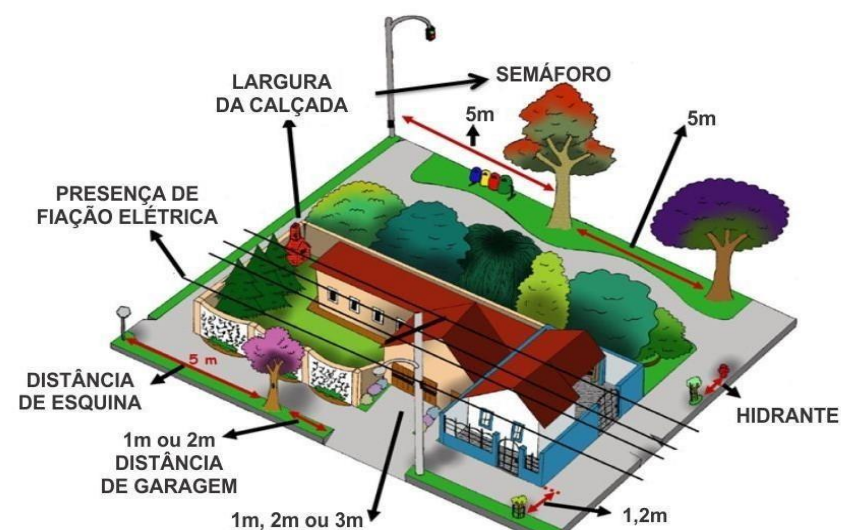 SEMÁFORO
LARGURA
DA CALÇADA
5m
5m
PRESENÇA DE
FIAÇÃO ELÉTRICA
5 m
DISTÂNCIA
DE ESQUINA
HIDRANTE
1m ou 2m
DISTÂNCIA
DE GARAGEM
1m, 2m ou 3m
1,2m